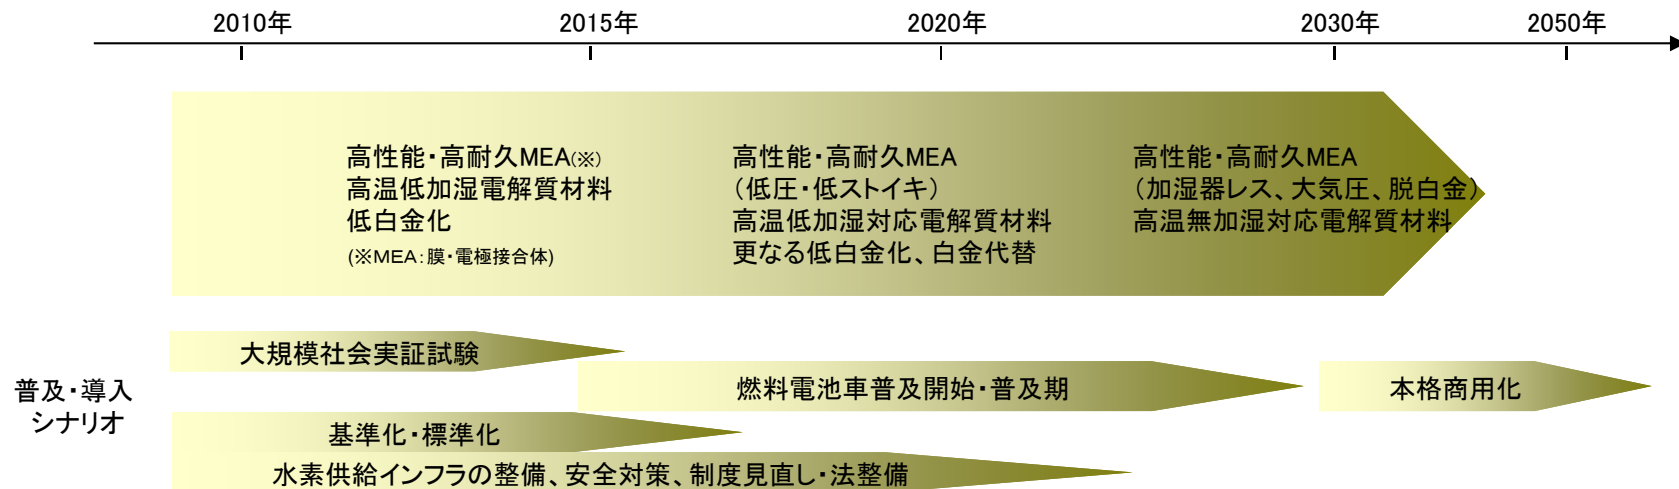 2010年 2015年 2020年 2030年 2050年
高性能・高耐久MEA(※)
高温低加湿電解質材料
低白金化
(※MEA:膜・電極接合体)
高性能・高耐久MEA
(低圧・低ストイキ)
高温低加湿対応電解質材料
更なる低白金化、白金代替
高性能・高耐久MEA
(加湿器レス、大気圧、脱白金)
高温無加湿対応電解質材料
普及・導入
シナリオ
大規模社会実証試験
燃料電池車普及開始・普及期
本格商用化
基準化・標準化
水素供給インフラの整備、安全対策、制度見直し・法整備